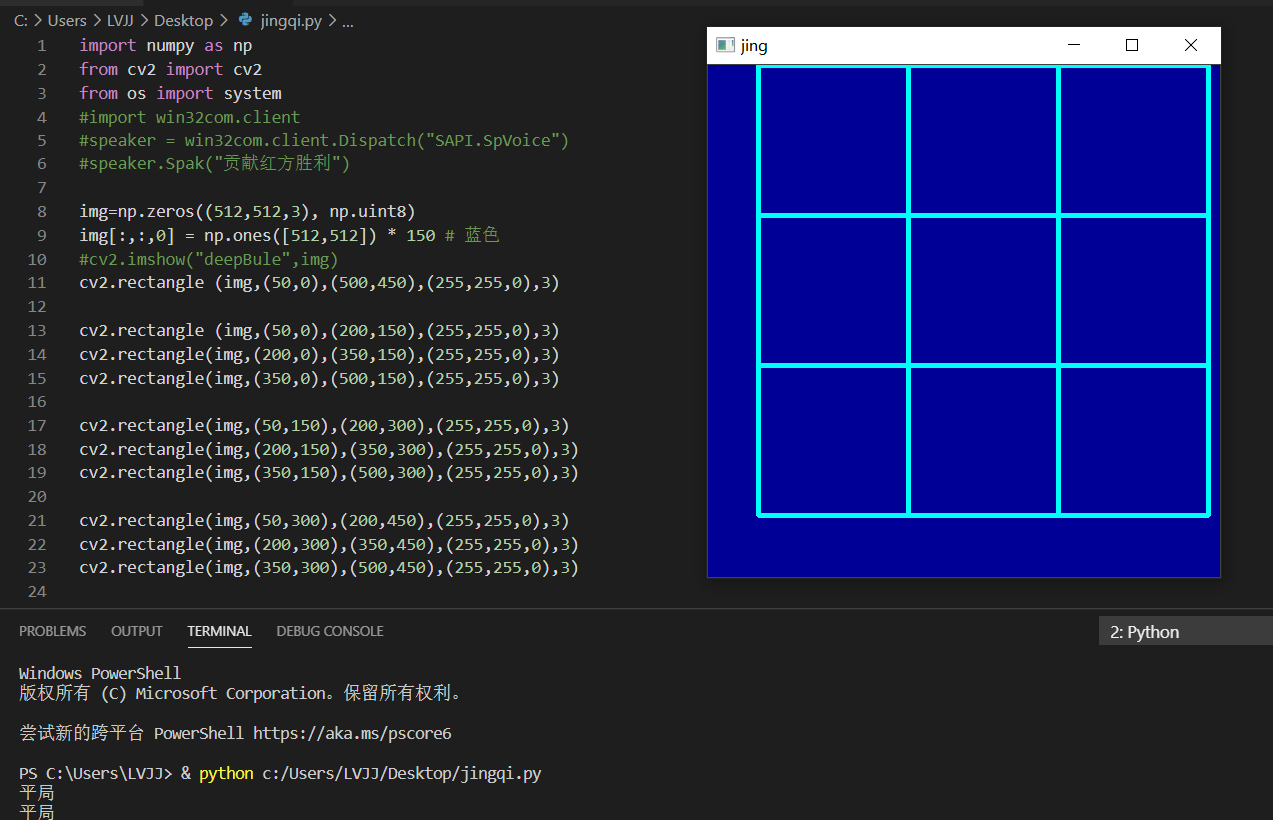 C: > Users > LVJJ > Desktop > jingqi.py > ...
1 import numpy as np
2 from cv2 import cv2
3 from os import system
4 #import win32com.client
5 #speaker = win32com.client.Dispatch("SAPI.SpVoice")
6 #speaker.Spak("贡献红方胜利")
7
8 img=np.zeros((512,512,3), np.uint8)
9 img[:,:,0] = np.ones([512,512]) * 150 # 蓝色
10 #cv2.imshow("deepBule",img)
11 cv2.rectangle (img,(50,0),(500,450),(255,255,0),3)
12
13 cv2.rectangle (img,(50,0),(200,150),(255,255,0),3)
14 cv2.rectangle(img,(200,0),(350,150),(255,255,0),3)
15 cv2.rectangle(img,(350,0),(500,150),(255,255,0),3)
16
17 cv2.rectangle(img,(50,150),(200,300),(255,255,0),3)
18 cv2.rectangle(img,(200,150),(350,300),(255,255,0),3)
19 cv2.rectangle(img,(350,150),(500,300),(255,255,0),3)
20
21 cv2.rectangle(img,(50,300),(200,450),(255,255,0),3)
22 cv2.rectangle(img,(200,300),(350,450),(255,255,0),3)
23 cv2.rectangle(img,(350,300),(500,450),(255,255,0),3)
24
jing
PROBLEMS OUTPUT TERMINAL DEBUG CONSOLE
2: Python
Windows PowerShell
版权所有 (C) Microsoft Corporation。保留所有权利。
尝试新的跨平台 PowerShell https://aka.ms/pscore6
PS C:\Users\LVJJ> & python c:/Users/LVJJ/Desktop/jingqi.py
平局
平局